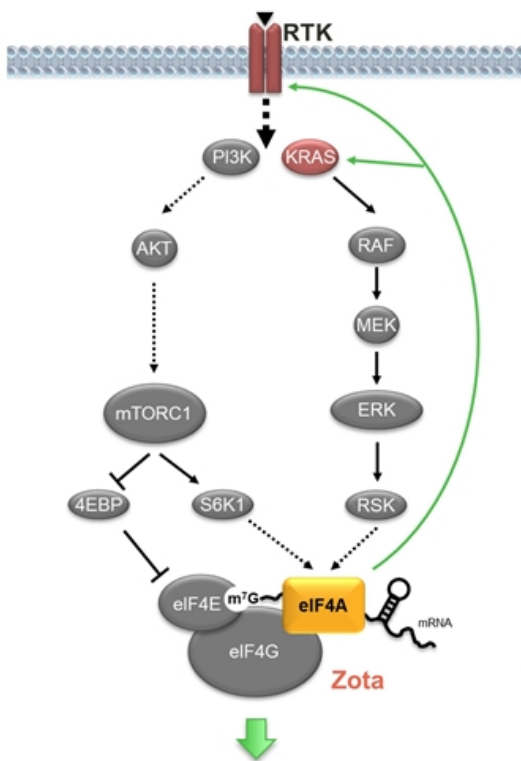 RTK
PI3K
KRAS
AKT
RAF
MEK
mTORC1
ERK
4EBP
S6K1
RSK
eIF4E
m⁷G
eIF4A
mRNA
eIF4G
Zota